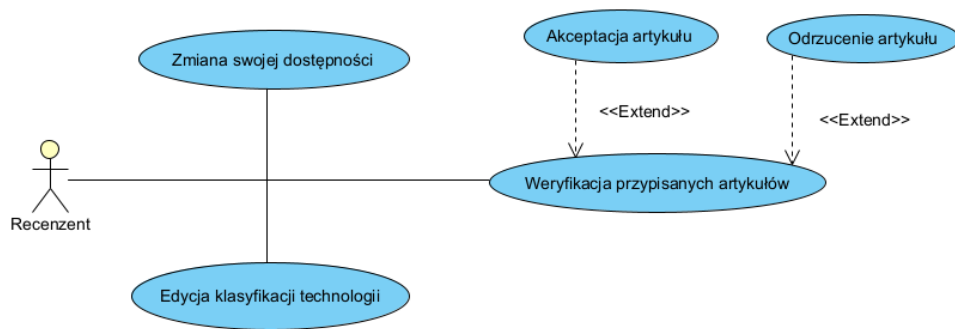 Akceptacja artykułu
Odrzucenie artykułu
Zmiana swojej dostępności
<<Extend>>
<<Extend>>
Weryfikacja przypisanych artykułów
Recenzent
Edycja klasyfikacji technologii